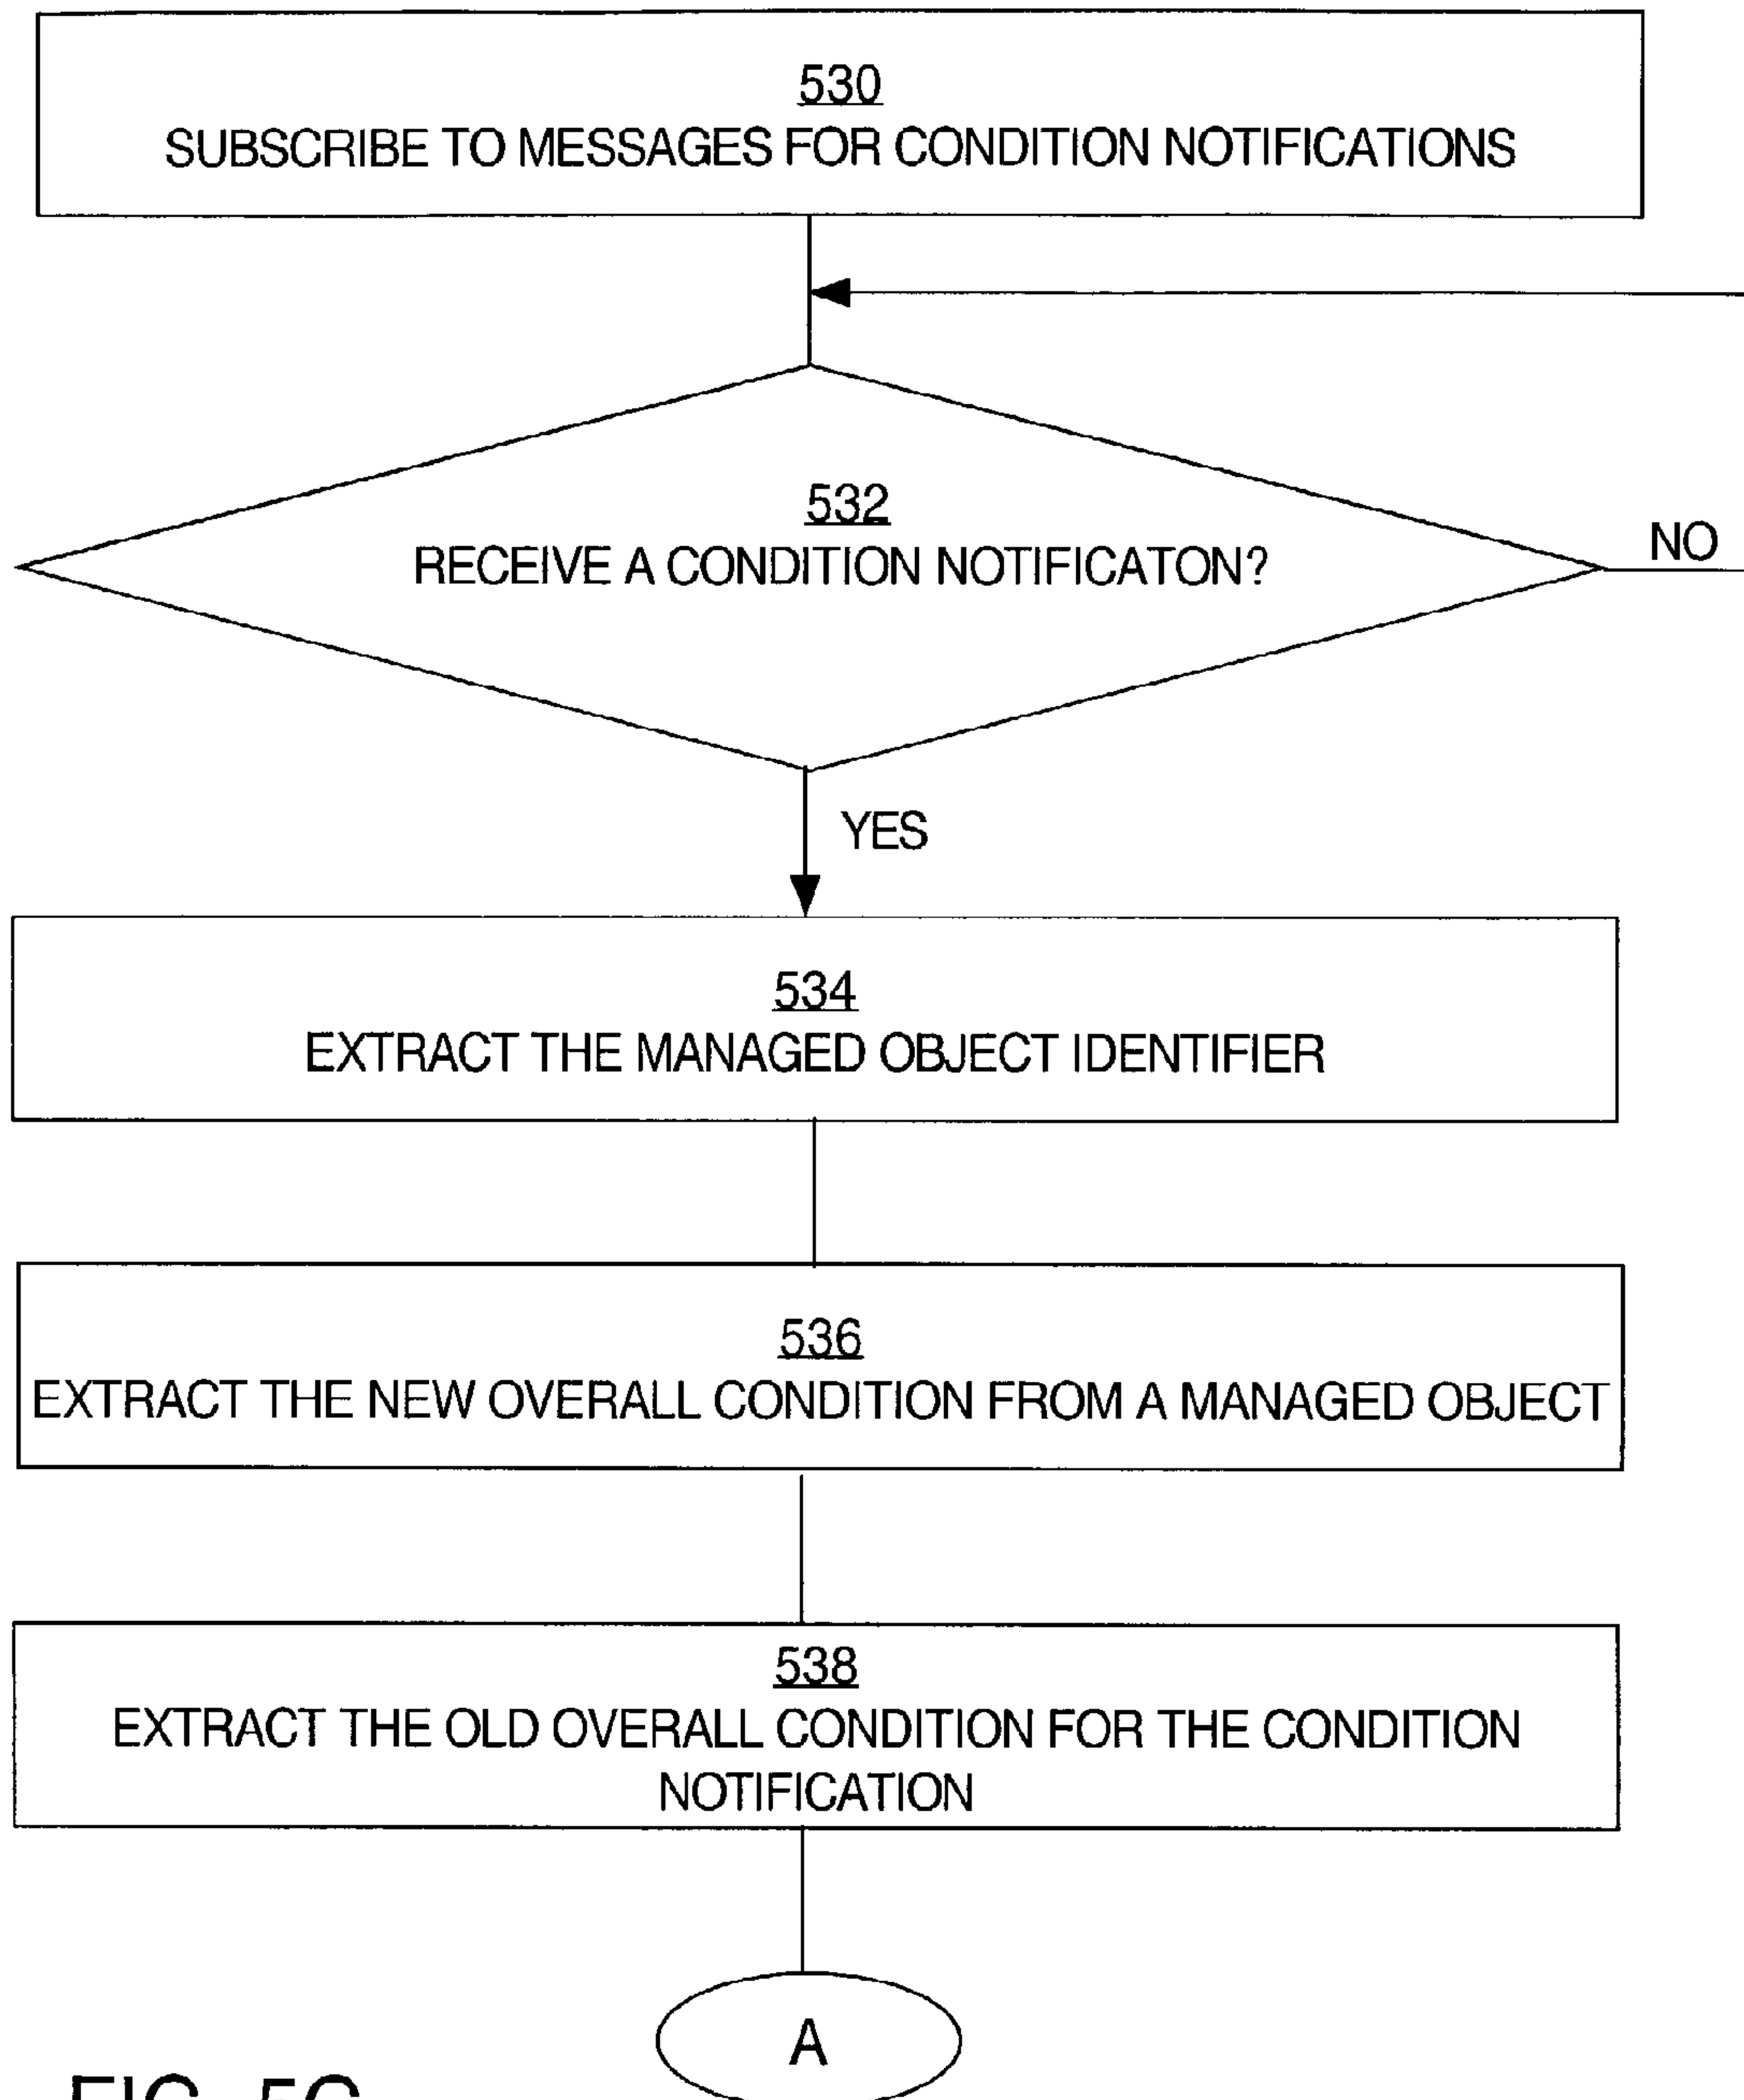 530
SUBSCRIBE TO MESSAGES FOR CONDITION NOTIFICATIONS
532
RECEIVE A CONDITION NOTIFICATON?
NO
YES
534
EXTRACT THE MANAGED OBJECT IDENTIFIER
536
EXTRACT THE NEW OVERALL CONDITION FROM A MANAGED OBJECT
538
EXTRACT THE OLD OVERALL CONDITION FOR THE CONDITION
NOTIFICATION
A
FIG. 5C